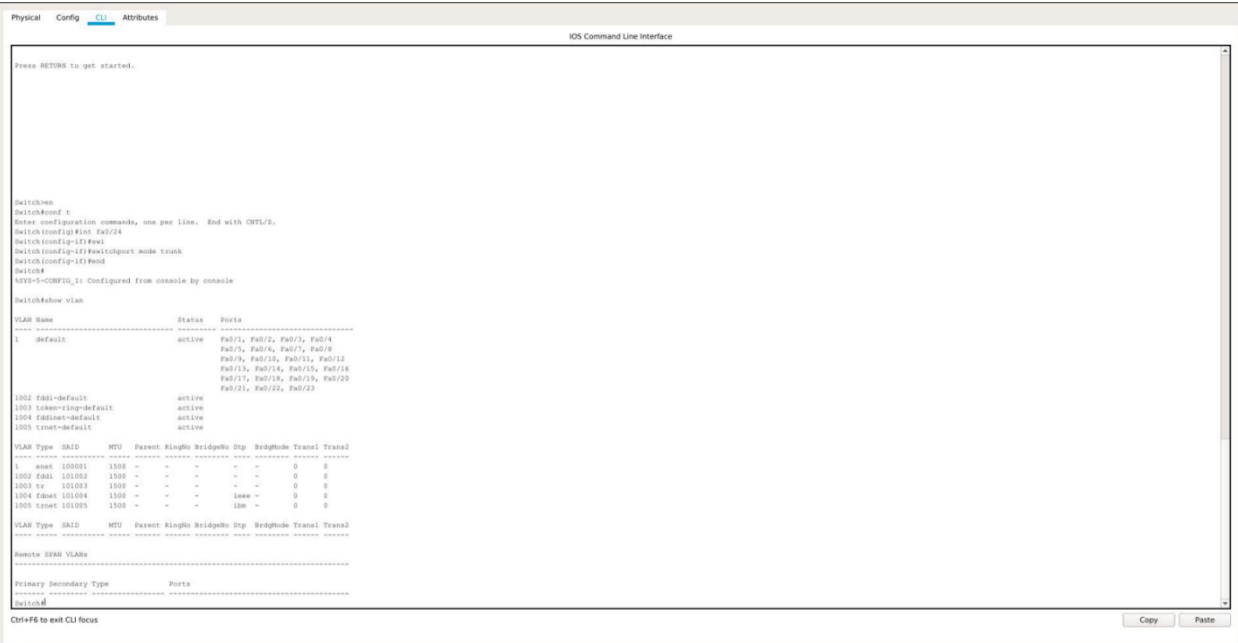 Physical Config CLI Attributes
IOS Command Line Interface
Press RETURN to get started.
Switch>en
Switch#conf t
Enter configuration commands, one per line.  End with CNTL/Z.
Switch(config)#int fa0/24
Switch(config-if)#swi
Switch(config-if)#switchport mode trunk
Switch(config-if)#end
Switch#
%SYS-5-CONFIG_I: Configured from console by console
Switch#show vlan
VLAN Name                             Status    Ports
---- -------------------------------- --------- -------------------------------
1    default                          active    Fa0/1, Fa0/2, Fa0/3, Fa0/4
                                                Fa0/5, Fa0/6, Fa0/7, Fa0/8
                                                Fa0/9, Fa0/10, Fa0/11, Fa0/12
                                                Fa0/13, Fa0/14, Fa0/15, Fa0/16
                                                Fa0/17, Fa0/18, Fa0/19, Fa0/20
                                                Fa0/21, Fa0/22, Fa0/23
1002 fddi-default                     active
1003 token-ring-default               active
1004 fddinet-default                  active
1005 trnet-default                    active
VLAN Type  SAID       MTU   Parent RingNo BridgeNo Stp  BrdgMode Trans1 Trans2
---- ----- ---------- ----- ------ ------ -------- ---- -------- ------ ------
1    enet  100001     1500  -      -      -        -    -        0      0
1002 fddi  101002     1500  -      -      -        -    -        0      0
1003 tr    101003     1500  -      -      -        -    -        0      0
1004 fdnet 101004     1500  -      -      -        ieee -        0      0
1005 trnet 101005     1500  -      -      -        ibm  -        0      0
VLAN Type  SAID       MTU   Parent RingNo BridgeNo Stp  BrdgMode Trans1 Trans2
---- ----- ---------- ----- ------ ------ -------- ---- -------- ------ ------
Remote SPAN VLANs
------------------------------------------------------------------------------
Primary Secondary Type              Ports
------- --------- ----------------- ------------------------------------------
Switch#
Ctrl+F6 to exit CLI focus
Copy Paste